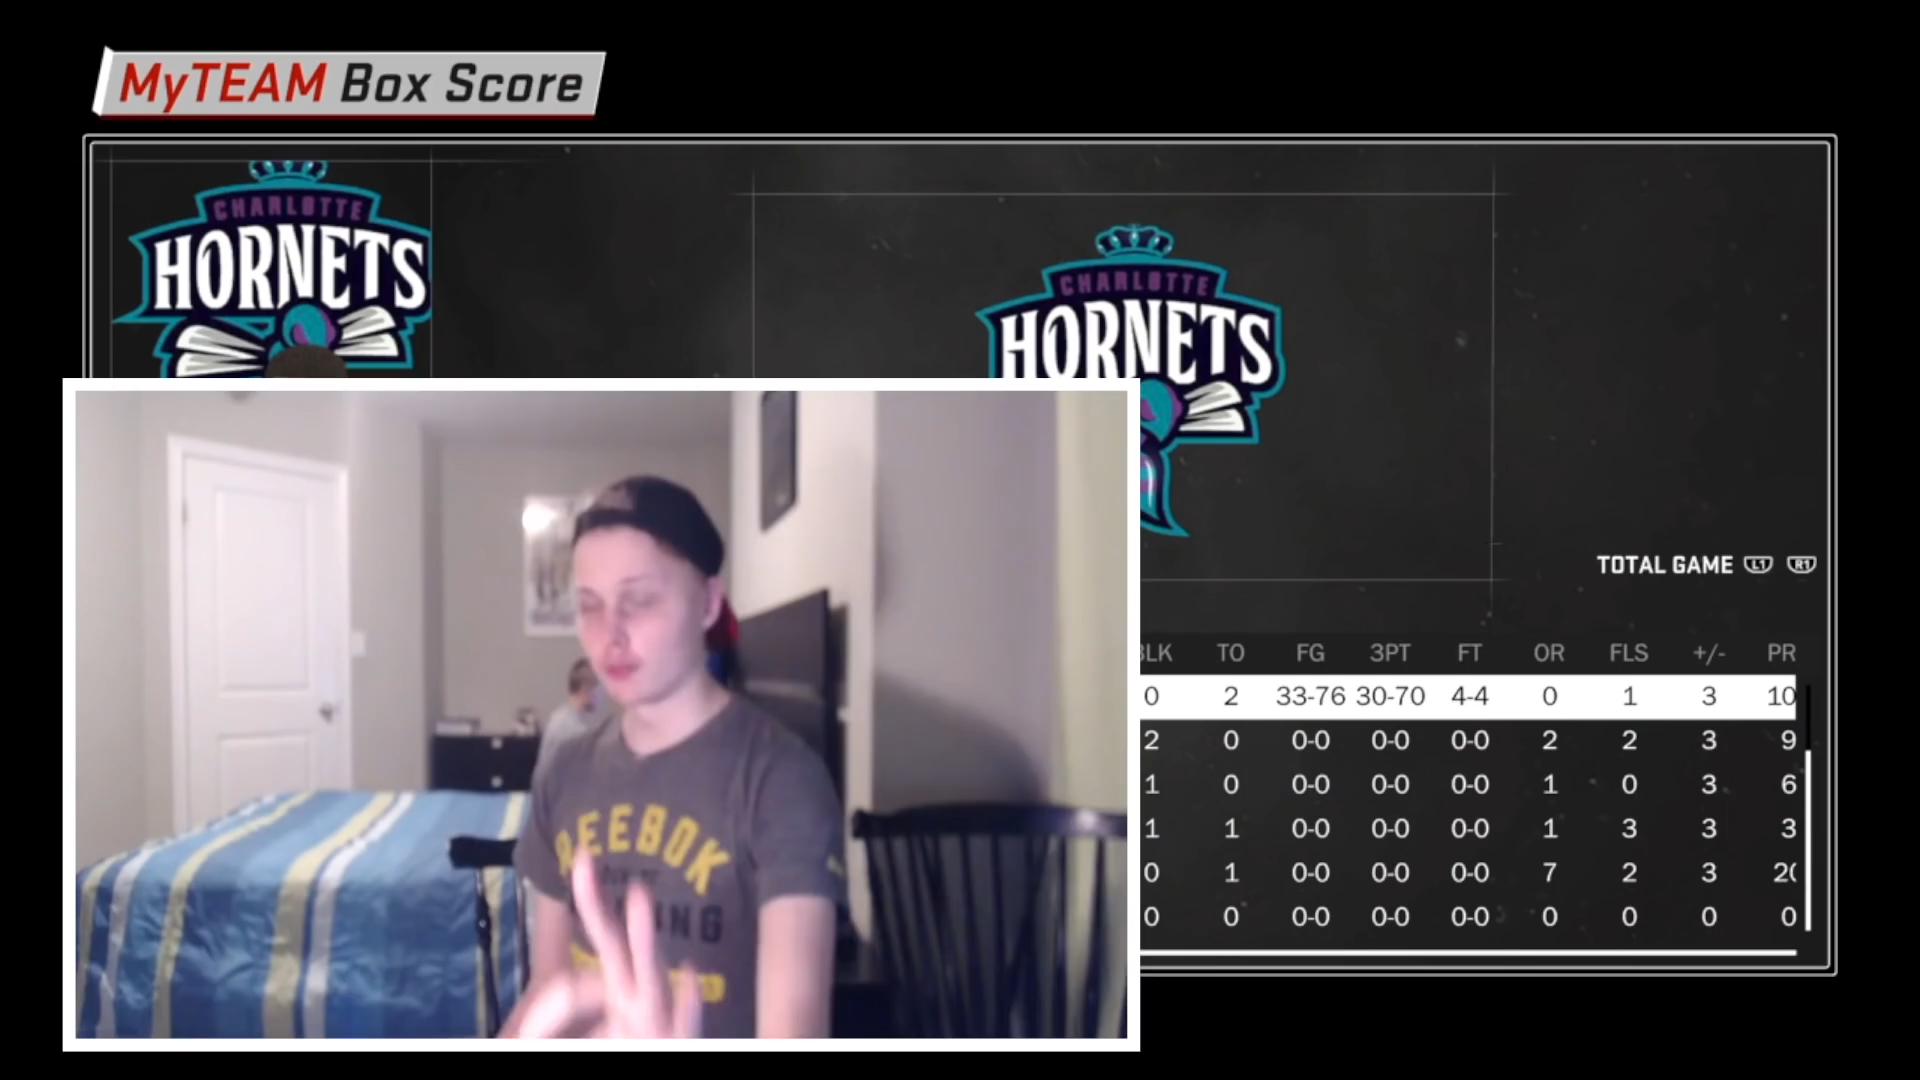 MyTEAM Box Score
CHARLOTTE
HORNETS
CHARLOTTE
HORNETS
TOTAL GAME L1 R1
TO FG 3PT FT OR FLS +/- PR
0 2 33-76 30-70 4-4 0 1 3 10
2 0 0-0 0-0 0-0 2 2 3 9
1 0 0-0 0-0 0-0 1 0 3 6
1 1 0-0 0-0 0-0 1 3 3 3
0 1 0-0 0-0 0-0 7 2 3 20
0 0 0-0 0-0 0-0 0 0 0 0
REEBOK